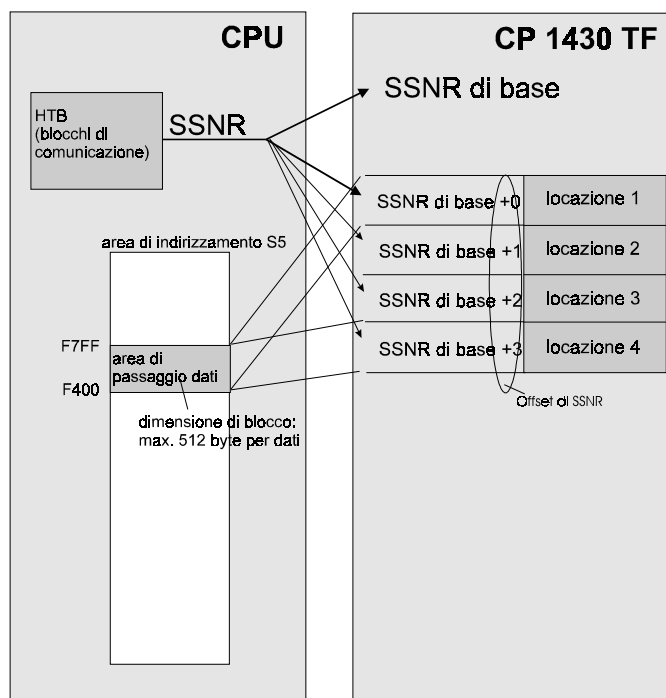 CPU
HTB
(blocchi di
comunicazione)
SSNR
area di indirizzamento S5
F7FF
F400
area di
passaggio dati
dimensione di blocco:
max. 512 byte per dati
CP 1430 TF
SSNR di base
SSNR di base +0
locazione 1
SSNR di base +1
locazione 2
SSNR di base +2
locazione 3
SSNR di base +3
locazione 4
Offset di SSNR